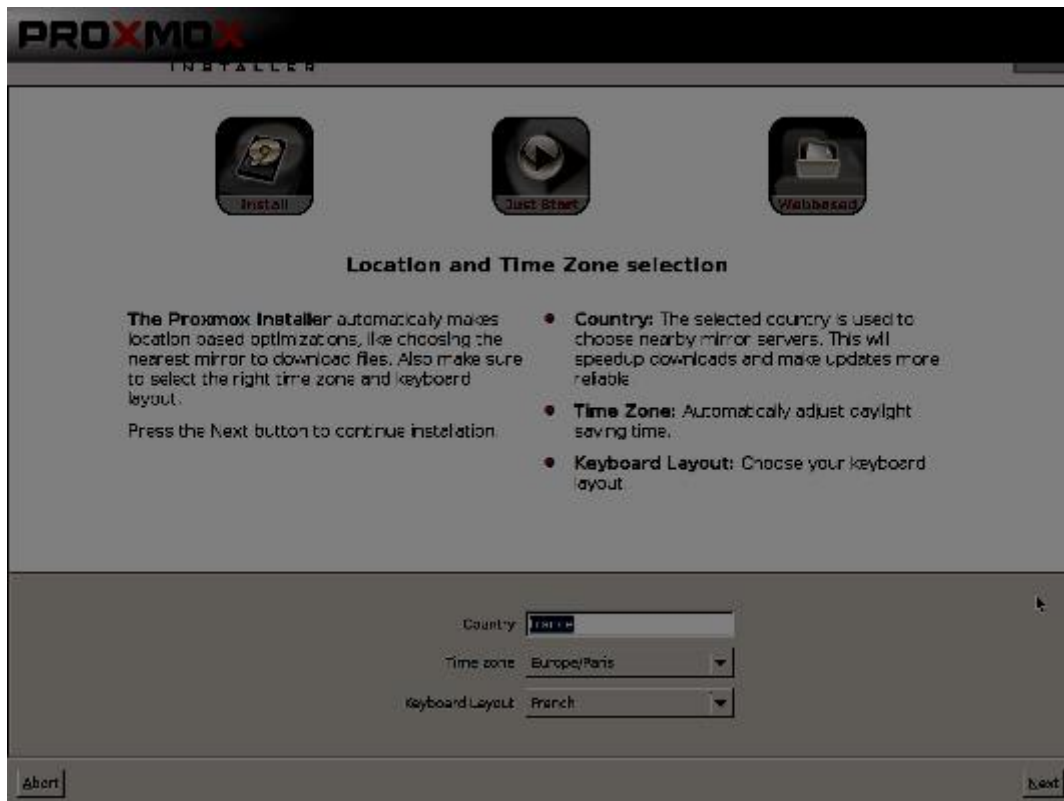 PROXMOX
INSTALLER
Install
Just Start
Webbased
Location and Time Zone selection
The Proxmox Installer automatically makes
location based optimizations, like choosing the
nearest mirror to download files. Also make sure
to select the right time zone and keyboard
layout.
Press the Next button to continue installation.
Country: The selected country is used to
choose nearby mirror servers. This will
speedup downloads and make updates more
reliable.
Time Zone: Automatically adjust daylight
saving time.
Keyboard Layout: Choose your keyboard
layout.
Country France
Time zone Europe/Paris
Keyboard Layout French
Abort
Next